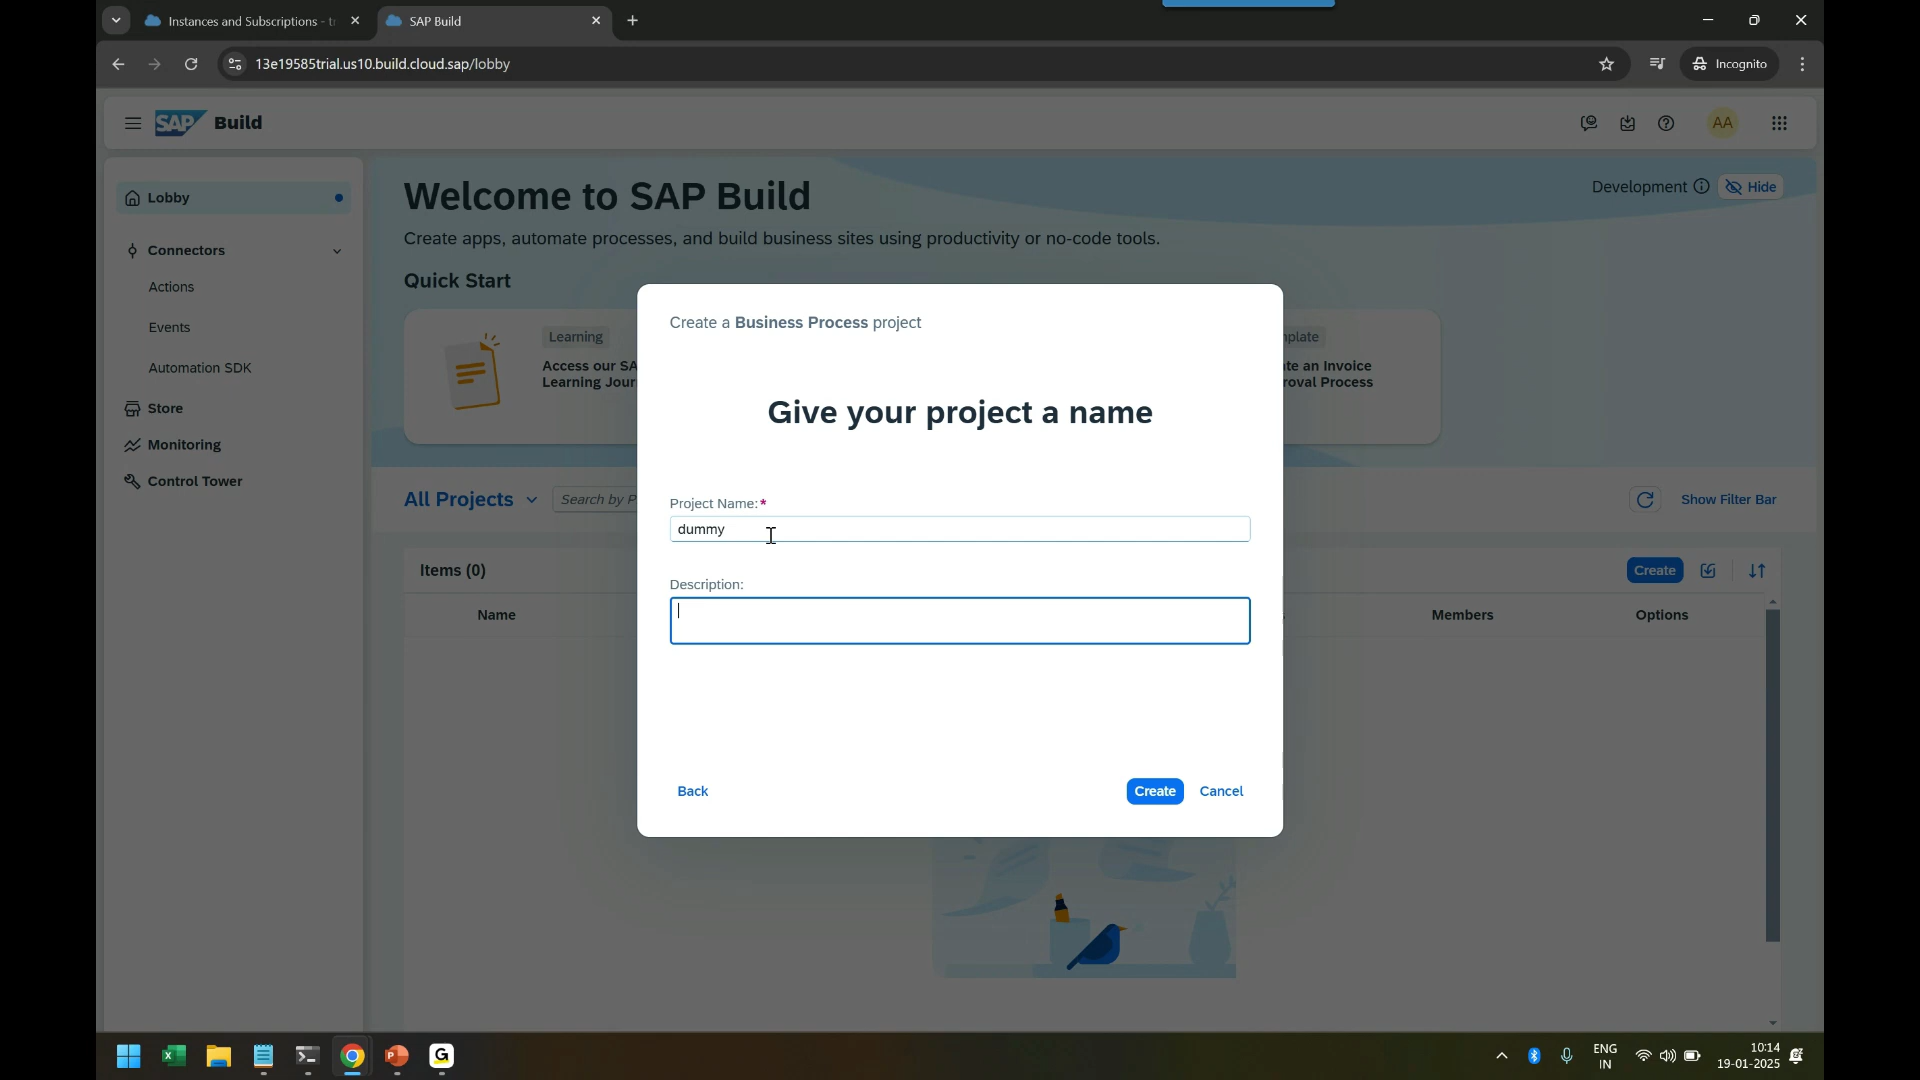 Instances and Subscriptions - tr
SAP Build
13e19585trial.us10.build.cloud.sap/lobby
Incognito
SAP Build
AA
Lobby
Welcome to SAP Build
Development
Hide
Create apps, automate processes, and build business sites using productivity or no-code tools.
Connectors
Quick Start
Actions
Events
Automation SDK
Store
Monitoring
Control Tower
Learning
Access our SA
Learning Jour
nplate
te an Invoice
roval Process
Create a Business Process project
Give your project a name
Project Name:*
dummy
Description:
Back
Create
Cancel
All Projects
Search by P
Show Filter Bar
Items (0)
Create
Name
Members
Options
ENG
IN
10:14
19-01-2025